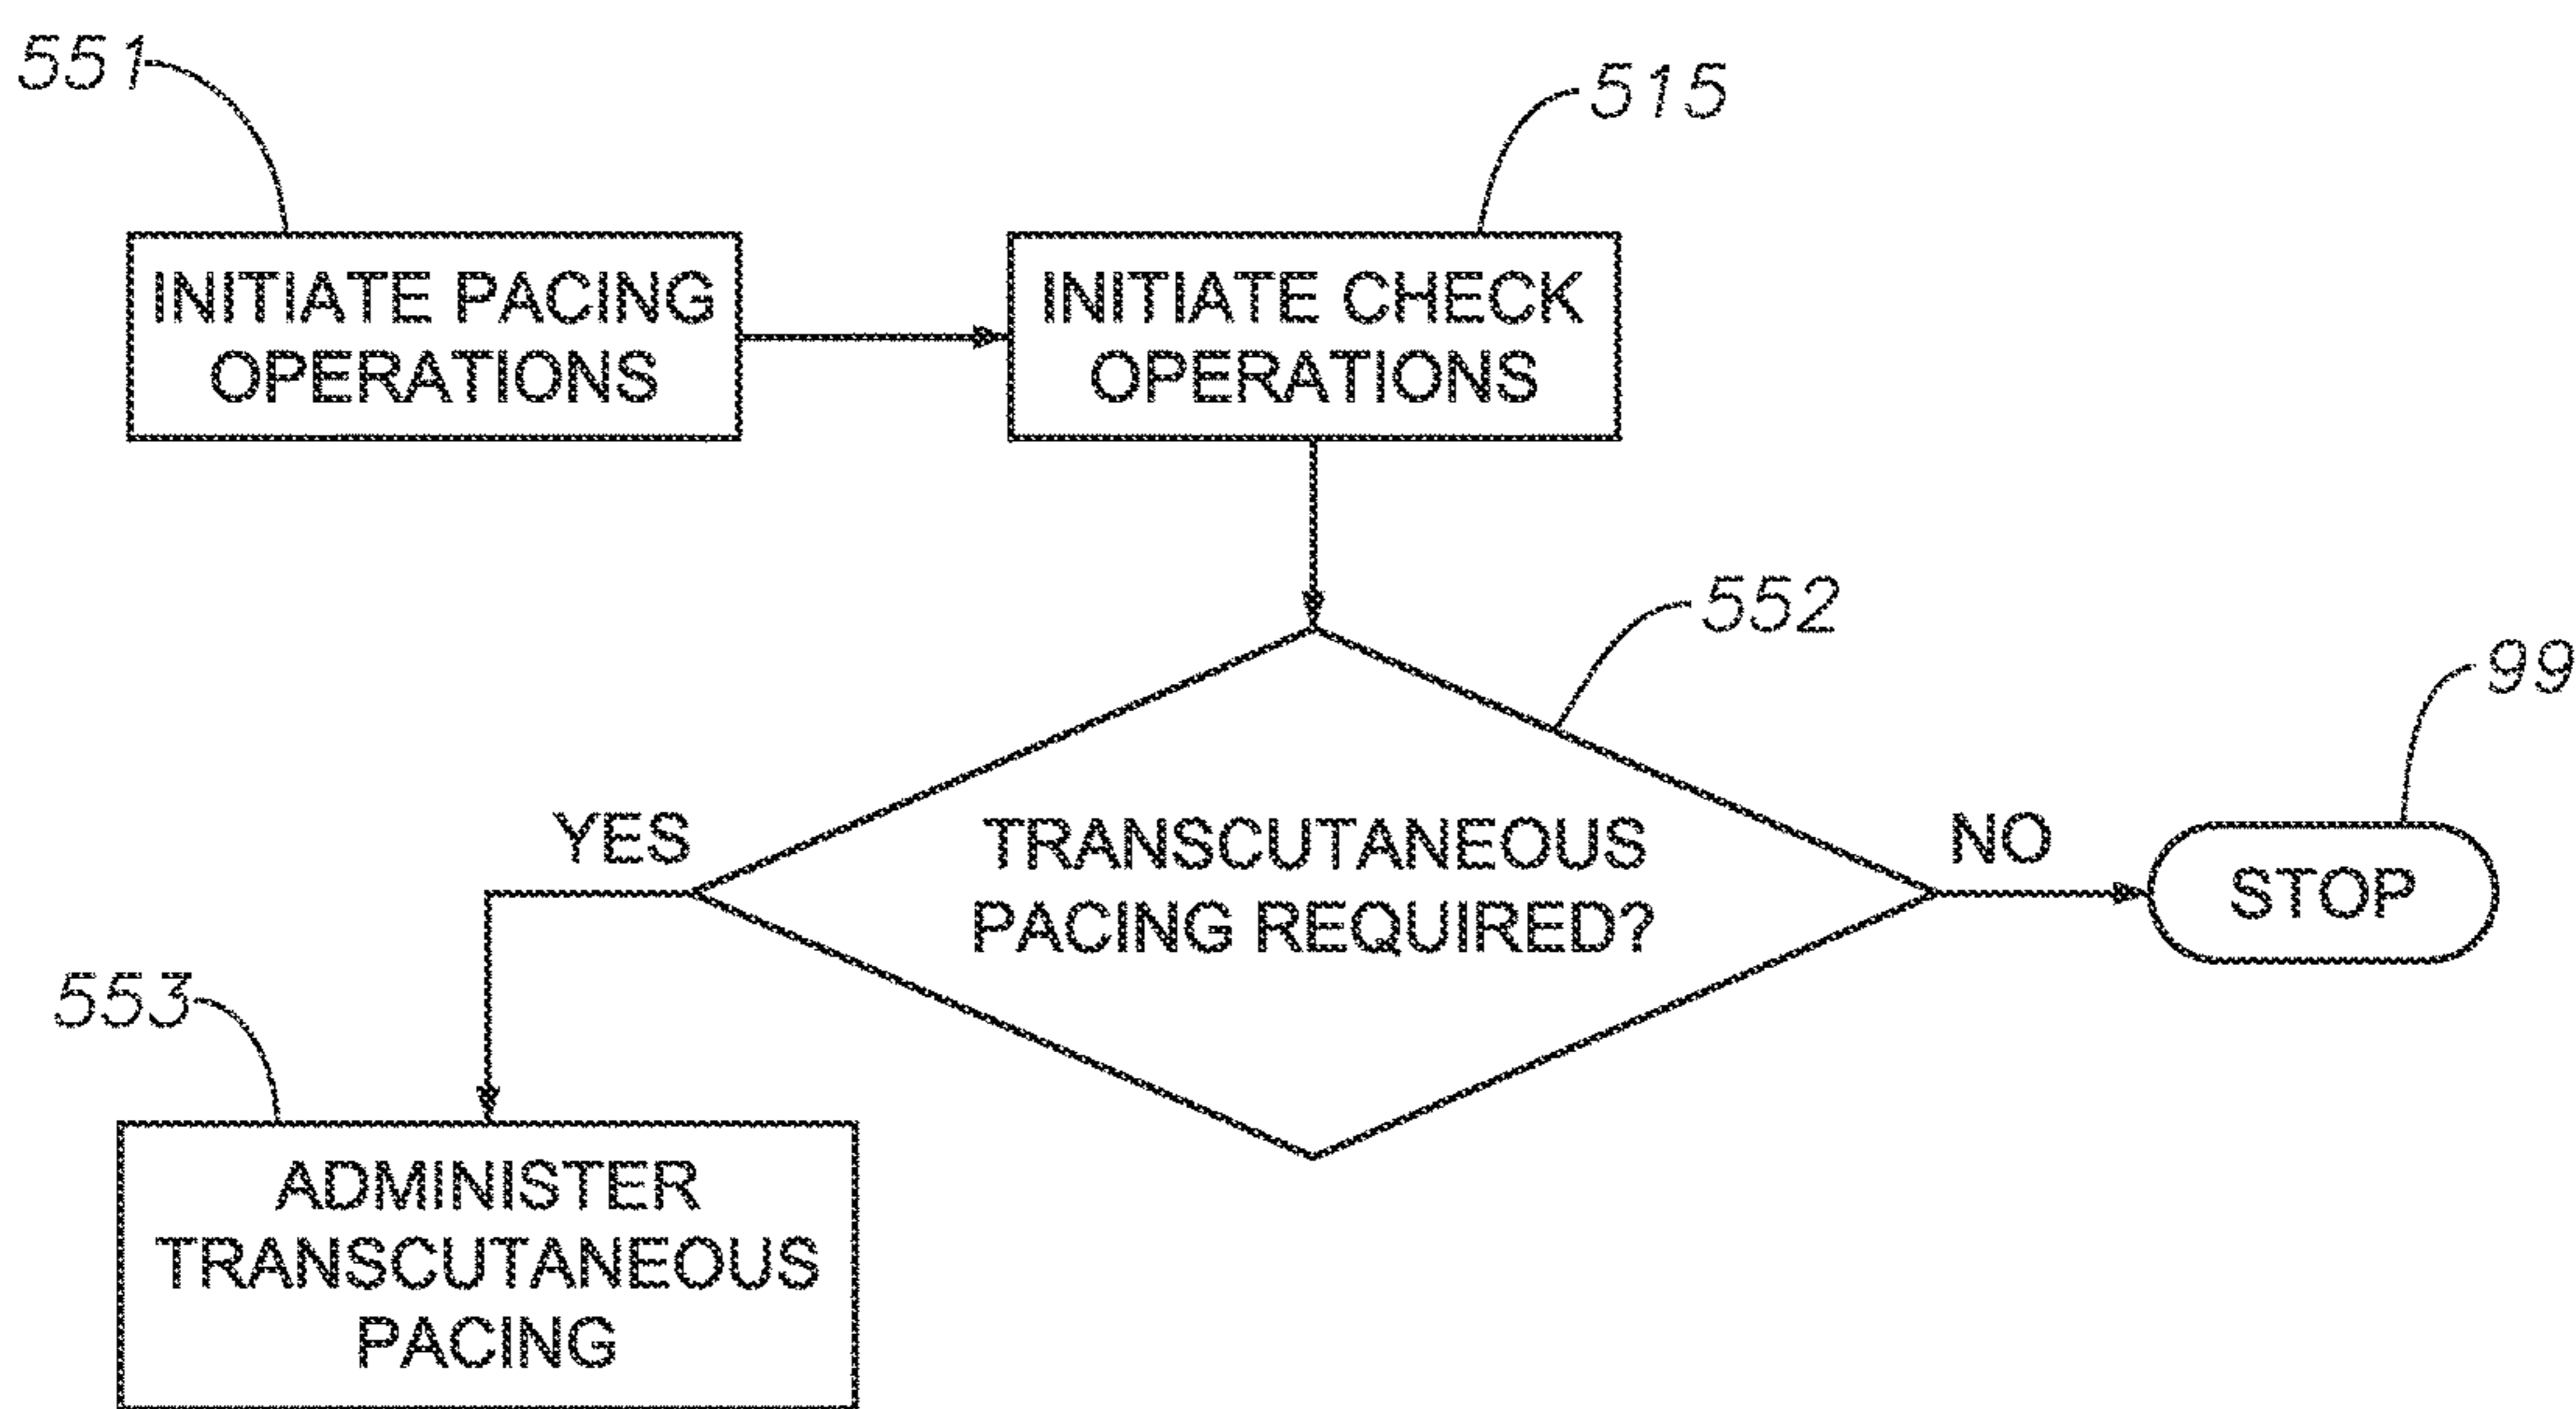 551
515
INITIATE PACING
OPERATIONS
INITIATE CHECK
OPERATIONS
552
99
YES
TRANSCUTANEOUS
PACING REQUIRED?
NO
STOP
553
ADMINISTER
TRANSCUTANEOUS
PACING